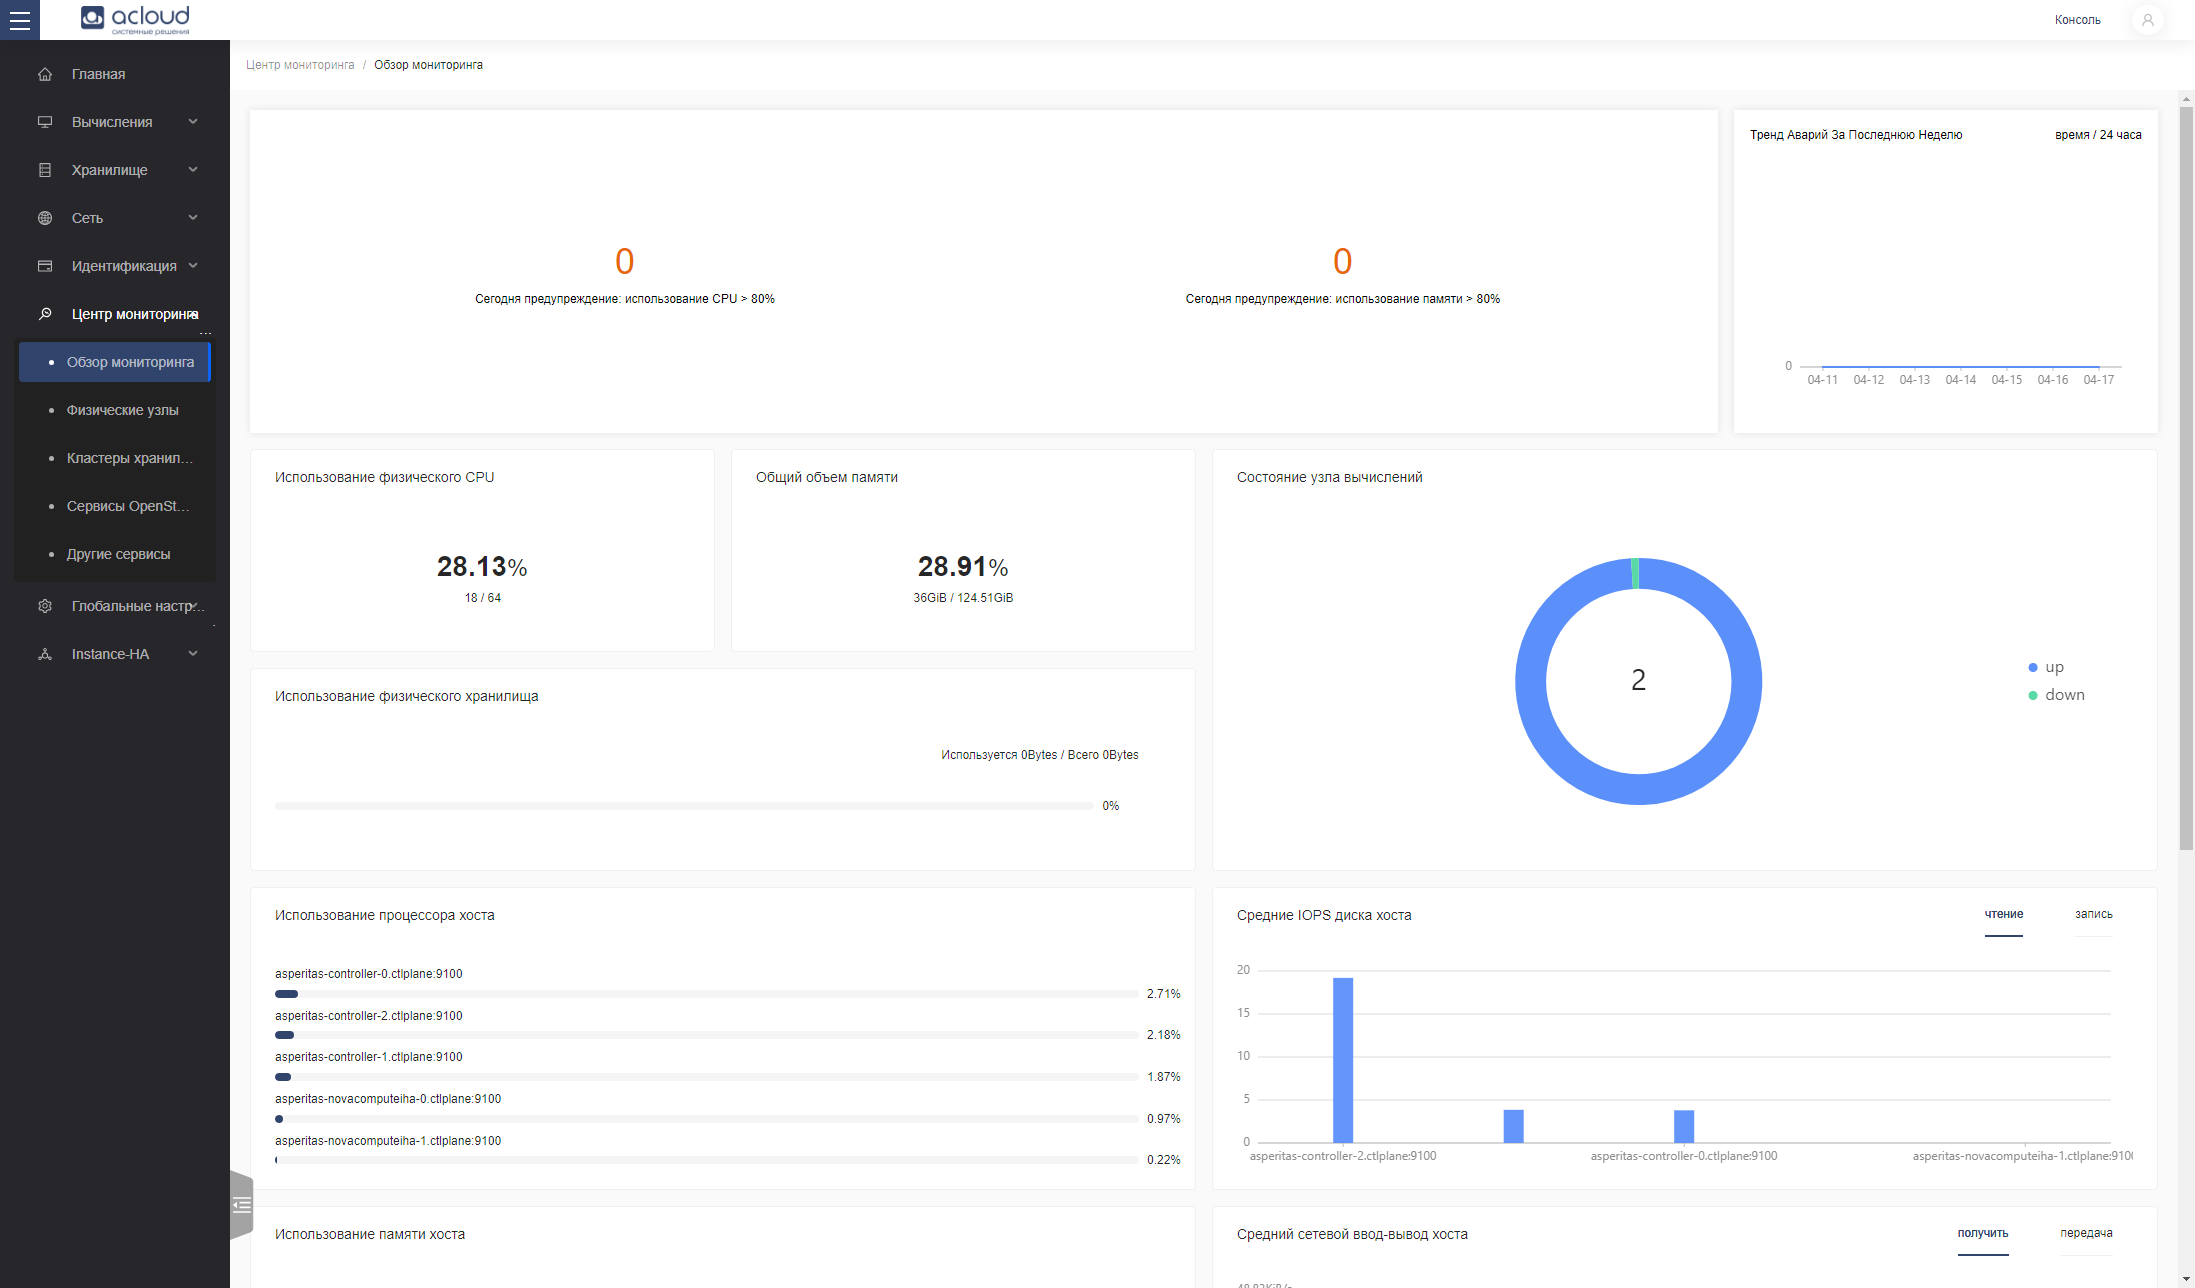 acloud
системные решения
Консоль
Главная
Вычисления
Хранилище
Сеть
Идентификация
Центр мониторинга
...
Обзор мониторинга
Физические узлы
Кластеры хранил...
Сервисы OpenSt...
Другие сервисы
Глобальные настр...
Instance-HA
Центр мониторинга / Обзор мониторинга
0
Сегодня предупреждение: использование CPU > 80%
0
Сегодня предупреждение: использование памяти > 80%
Тренд Аварий За Последнюю Неделю
время / 24 часа
0
04-11 04-12 04-13 04-14 04-15 04-16 04-17
Использование физического CPU
28.13%
18 / 64
Общий объем памяти
28.91%
36GiB / 124.51GiB
Состояние узла вычислений
2
up
down
Использование физического хранилища
Используется 0Bytes / Всего 0Bytes
0%
Использование процессора хоста
asperitas-controller-0.ctlplane:9100
2.71%
asperitas-controller-2.ctlplane:9100
2.18%
asperitas-controller-1.ctlplane:9100
1.87%
asperitas-novacomputeiha-0.ctlplane:9100
0.97%
asperitas-novacomputeiha-1.ctlplane:9100
0.22%
Средние IOPS диска хоста
чтение
запись
20
15
10
5
0
asperitas-controller-2.ctlplane:9100
asperitas-controller-0.ctlplane:9100
asperitas-novacomputeiha-1.ctlplane:910
Использование памяти хоста
Средний сетевой ввод-вывод хоста
получить
передача